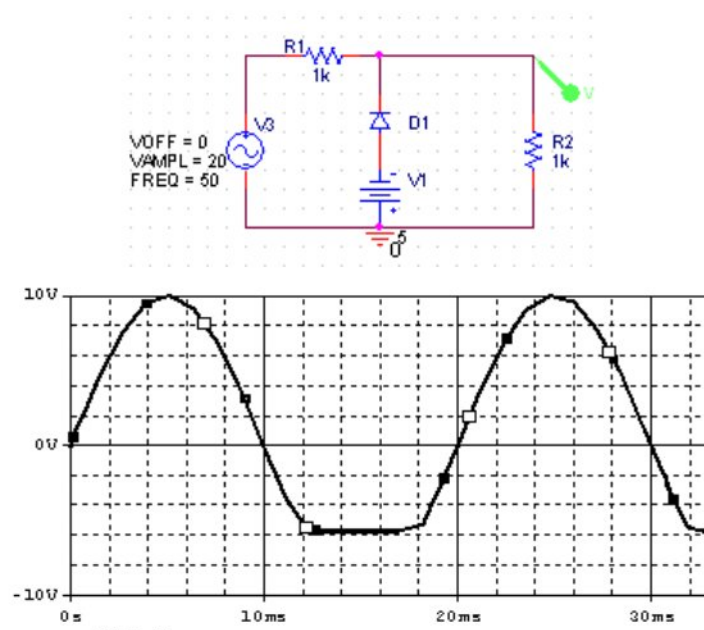 R1
1k
V3
VOFF = 0
VAMPL = 20
FREQ = 50
D1
V1
-
+
5
0
R2
1k
V
10V
0V
-10V
0s 10ms 20ms 30ms